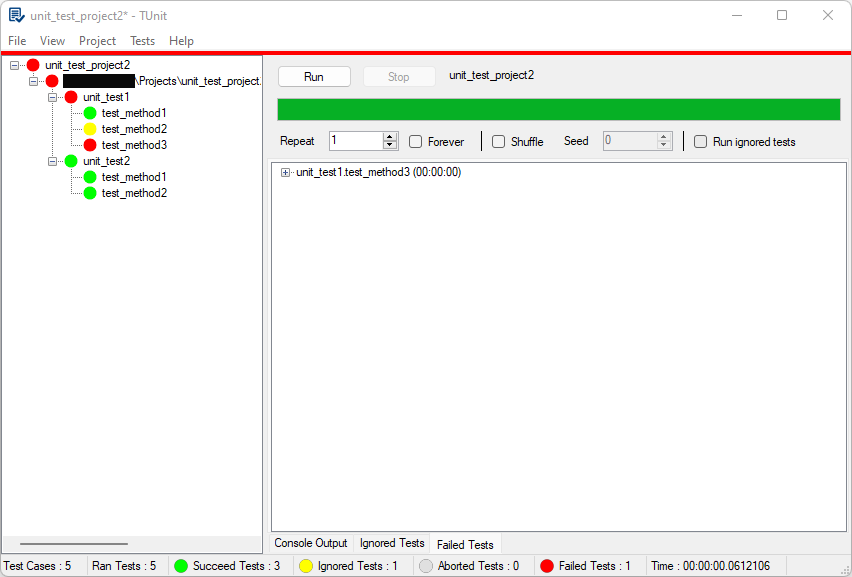 unit_test_project2* - TUnit
File View Project Tests Help
unit_test_project2
\Projects\unit_test_project.
unit_test1
test_method1
test_method2
test_method3
unit_test2
test_method1
test_method2
Run Stop unit_test_project2
Repeat 1 Forever Shuffle Seed 0 Run ignored tests
unit_test1.test_method3 (00:00:00)
Console Output Ignored Tests Failed Tests
Test Cases : 5 Ran Tests : 5 Succeed Tests : 3 Ignored Tests : 1 Aborted Tests : 0 Failed Tests : 1 Time : 00:00:00.0612106